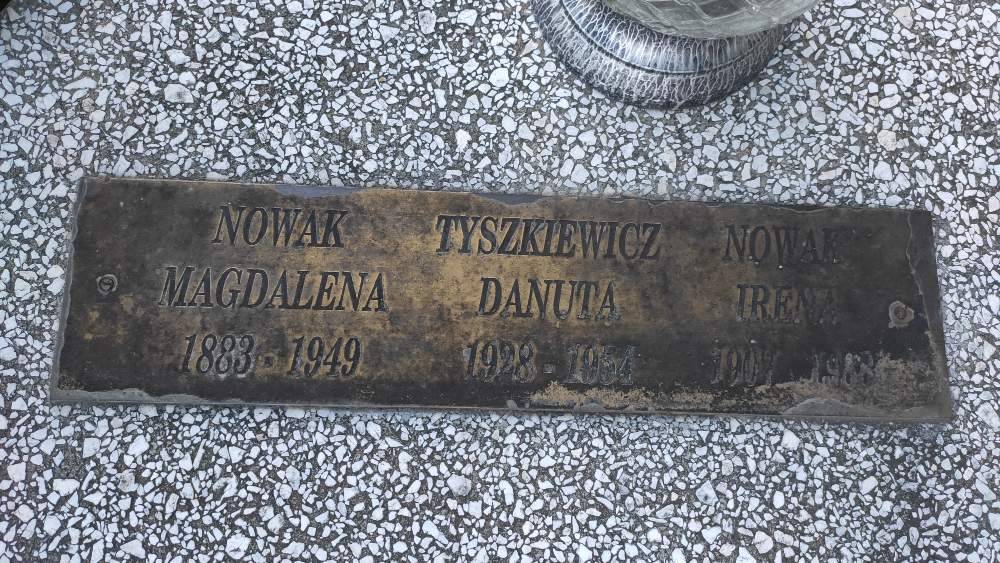 NOWAK
MAGDALENA
1883 - 1949
TYSZKIEWICZ
DANUTA
1928 - 1954
NOWAK
IRENA